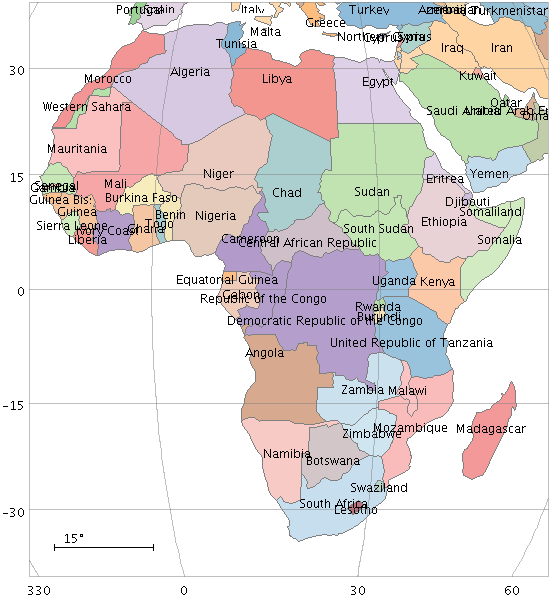 Portugal
Spain
Italy
Greece
Turkey
Azerbaijan
Turkmenistan
Malta
Tunisia
Northern Cyprus
Cyprus
Iraq
Iran
Morocco
Algeria
Libya
Egypt
Kuwait
Qatar
Western Sahara
Saudi Arabia
United Arab E
Oma
Mauritania
Niger
Yemen
Senegal
Gambia
Mali
Chad
Sudan
Eritrea
Guinea Bis:
Burkina Faso
Djibouti
Guinea
Benin
Nigeria
Somaliland
Sierra Leone
Ivory Coast
Ghana
Togo
South Sudan
Ethiopia
Liberia
Cameroon
Central African Republic
Somalia
Equatorial Guinea
Uganda
Kenya
Gabon
Republic of the Congo
Rwanda
Burundi
Democratic Republic of the Congo
United Republic of Tanzania
Angola
Zambia
Malawi
Mozambique
Madagascar
Zimbabwe
Namibia
Botswana
Swaziland
South Africa
Lesotho
30
15
0
-15
-30
15°
330
0
30
60